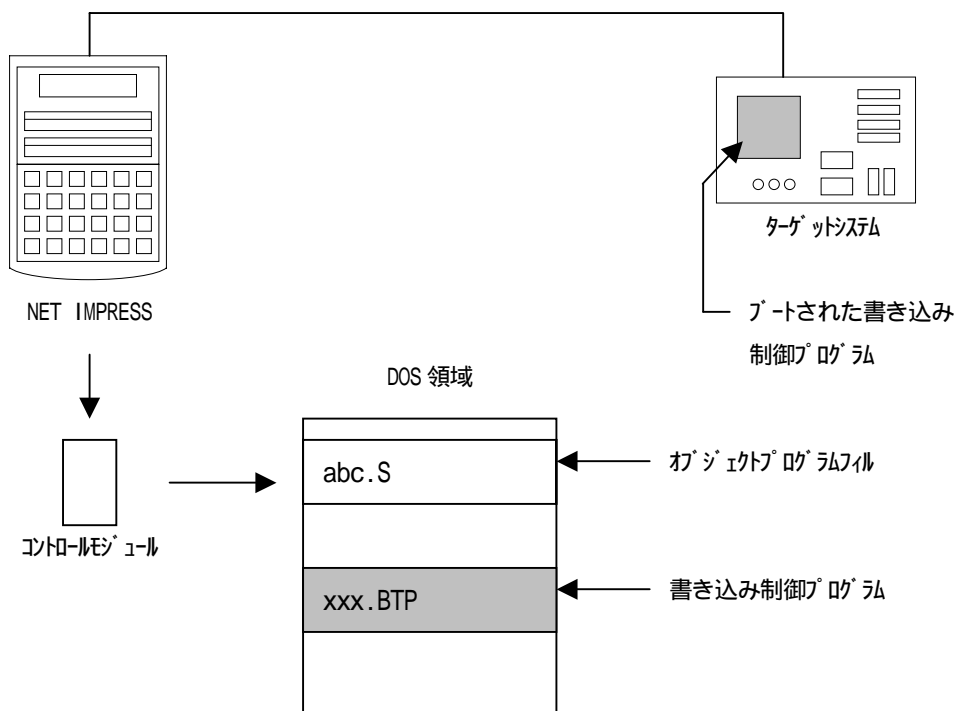 NET IMPRESS
ﾀｰｹﾞｯﾄｼｽﾃﾑ
ﾌﾞｰﾄされた書き込み
制御ﾌﾟﾛｸﾞﾗﾑ
DOS 領域
abc.S
ｵﾌﾞｼﾞｪｸﾄﾌﾟﾛｸﾞﾗﾑﾌｨﾙ
ｺﾝﾄﾛｰﾙﾓｼﾞｭｰﾙ
xxx.BTP
書き込み制御ﾌﾟﾛｸﾞﾗﾑ